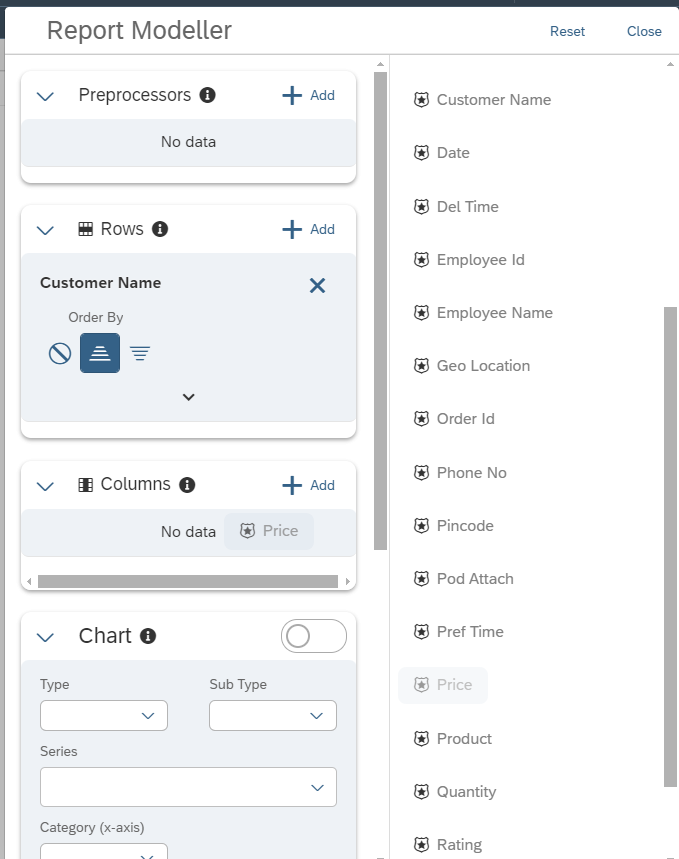 Report Modeller
Reset
Close
Preprocessors
Add
No data
Rows
Add
Customer Name
Order By
Columns
Add
No data
Price
Chart
Type
Sub Type
Series
Category (x-axis)
Customer Name
Date
Del Time
Employee Id
Employee Name
Geo Location
Order Id
Phone No
Pincode
Pod Attach
Pref Time
Price
Product
Quantity
Rating